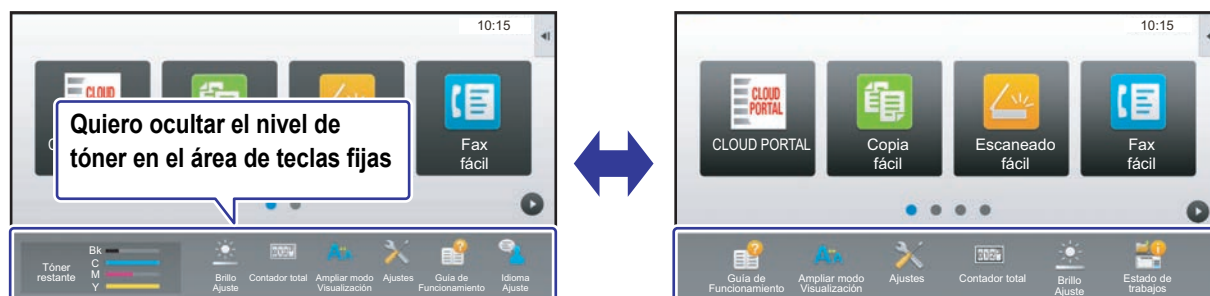 10:15
CLOUD
Quiero ocultar el nivel de
tóner en el área de teclas fijas
Fax
fácil
Tóner
restante
Bk
C
M
Y
Brillo
Ajuste
Contador total
Ampliar modo
Visualización
Ajustes
Guía de
Funcionamiento
Idioma
Ajuste
10:15
CLOUD
PORTAL
CLOUD PORTAL
Copia
fácil
Escaneado
fácil
Fax
fácil
Guía de
Funcionamiento
Ampliar modo
Visualización
Ajustes
Contador total
Brillo
Ajuste
Estado de
trabajos